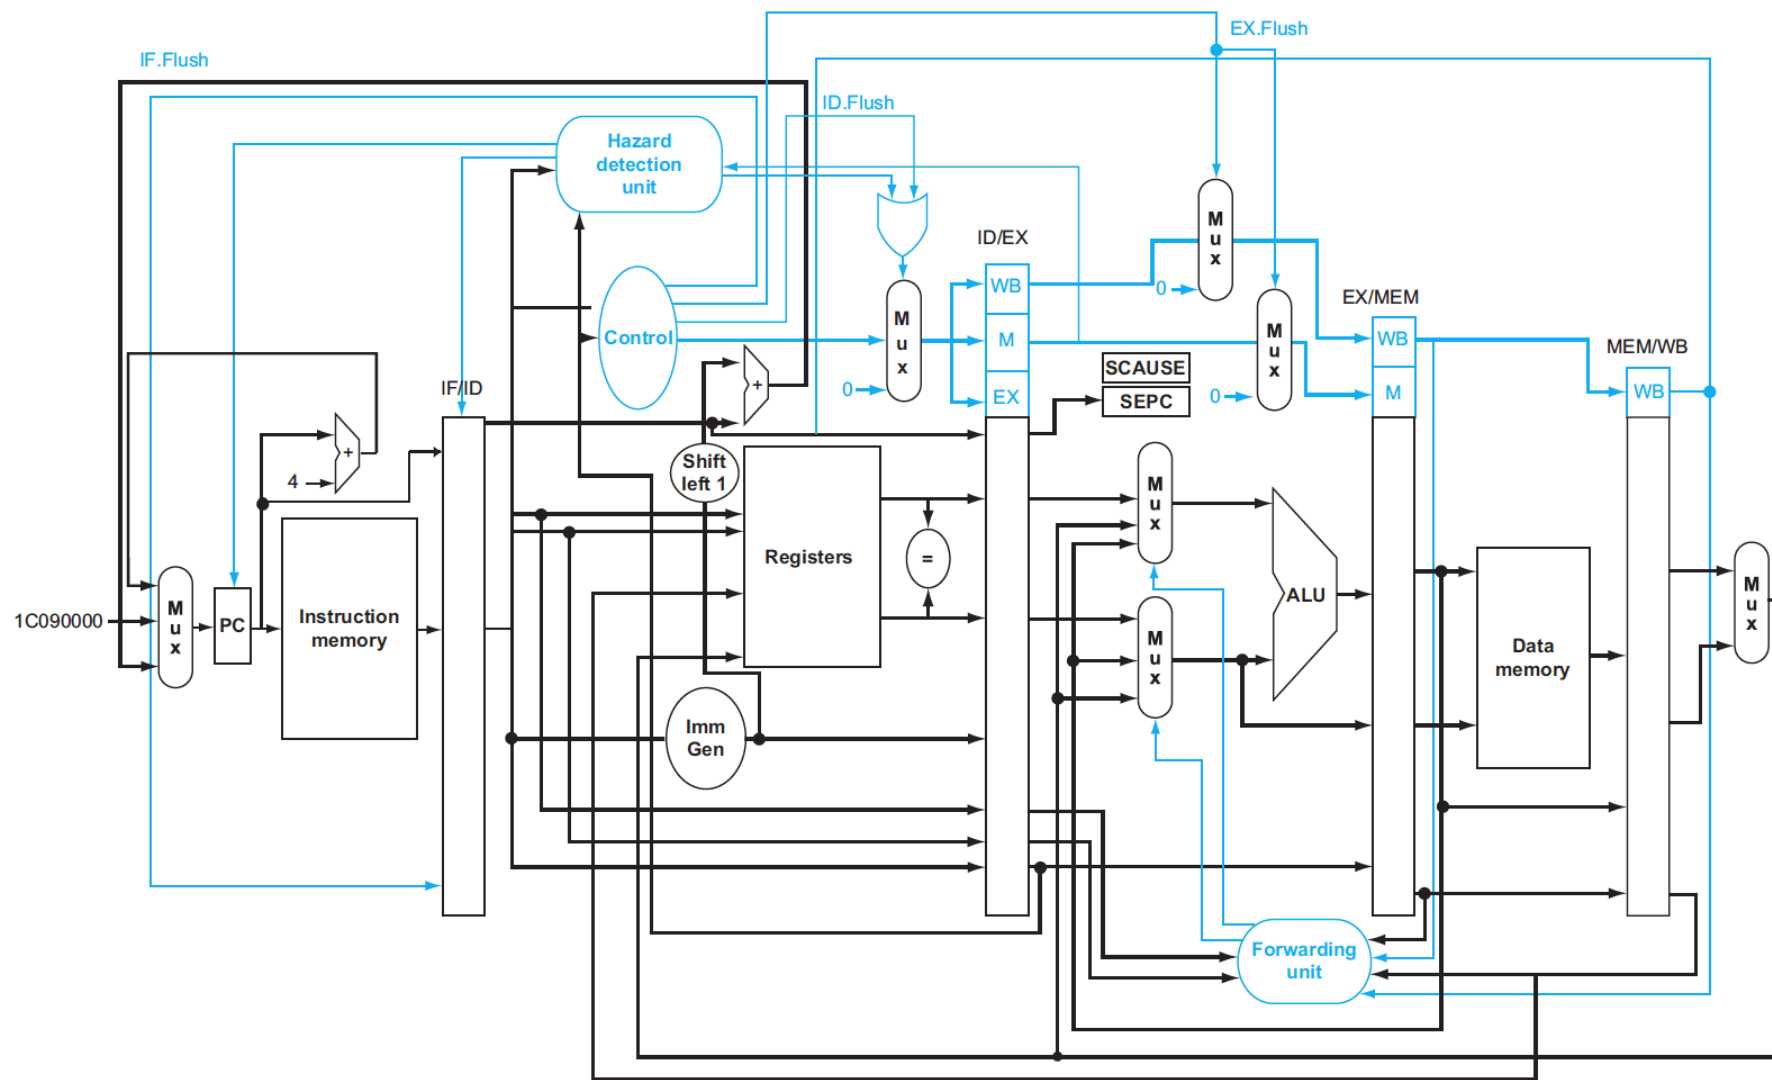 EX.Flush
IF.Flush
ID.Flush
Hazard
detection
unit
M
u
x
0
ID/EX
WB
M
EX
Control
M
u
x
0
M
u
x
0
EX/MEM
WB
M
MEM/WB
WB
SCAUSE
SEPC
IF/ID
+
+
4
Shift
left 1
M
u
x
Registers
=
M
u
x
PC
Instruction
memory
1C090000
ALU
M
u
x
M
u
x
Data
memory
Imm
Gen
Forwarding
unit